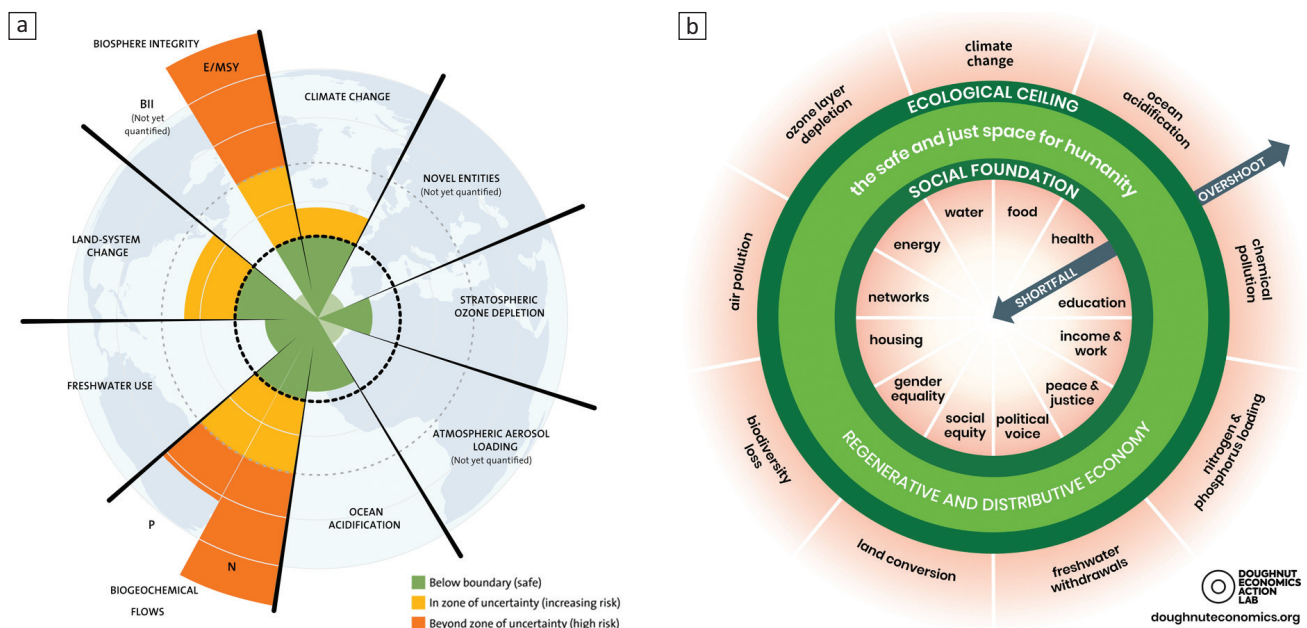 a
BIOSPHERE INTEGRITY
E/MSY
BII
(Not yet
quantified)
CLIMATE CHANGE
NOVEL ENTITIES
(Not yet quantified)
LAND-SYSTEM
CHANGE
STRATOSPHERIC
OZONE DEPLETION
FRESHWATER USE
ATMOSPHERIC AEROSOL
LOADING
(Not yet quantified)
OCEAN
ACIDIFICATION
P
N
BIOGEOCHEMICAL
FLOWS
Below boundary (safe)
In zone of uncertainty (increasing risk)
Beyond zone of uncertainty (high risk)
b
climate
change
ozone layer
depletion
ocean
acidification
ECOLOGICAL CEILING
the safe and just space for humanity
SOCIAL FOUNDATION
OVERSHOOT
water
food
energy
health
SHORTFALL
networks
education
housing
income &
work
gender
equality
peace &
justice
social
equity
political
voice
REGENERATIVE AND DISTRIBUTIVE ECONOMY
air pollution
chemical
pollution
biodiversity
loss
nitrogen &
phosphorus loading
land conversion
freshwater
withdrawals
DOUGHNUT
ECONOMICS
ACTION
LAB
doughnuteconomics.org